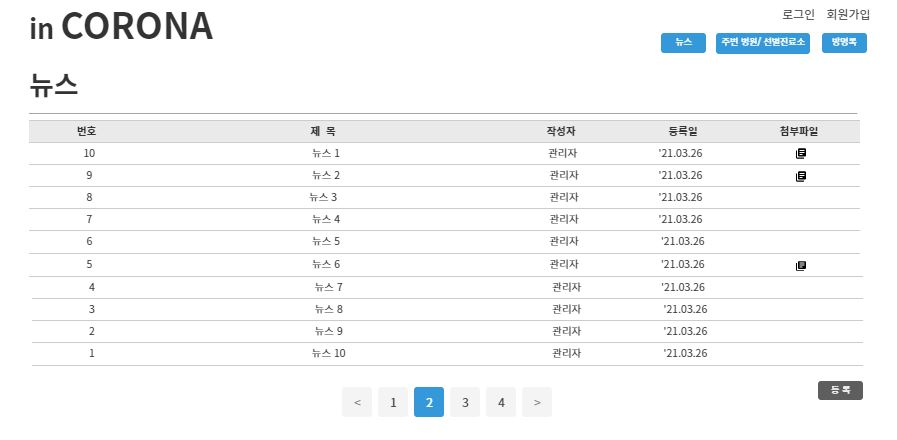 로그인 회원가입
in CORONA
뉴스 주변 병원/ 선별진료소 방명록
뉴스
번호 제 목 작성자 등록일 첨부파일
10 뉴스 1 관리자 '21.03.26
9 뉴스 2 관리자 '21.03.26
8 뉴스 3 관리자 '21.03.26
7 뉴스 4 관리자 '21.03.26
6 뉴스 5 관리자 '21.03.26
5 뉴스 6 관리자 '21.03.26
4 뉴스 7 관리자 '21.03.26
3 뉴스 8 관리자 '21.03.26
2 뉴스 9 관리자 '21.03.26
1 뉴스 10 관리자 '21.03.26
등 록
< 1 2 3 4 >